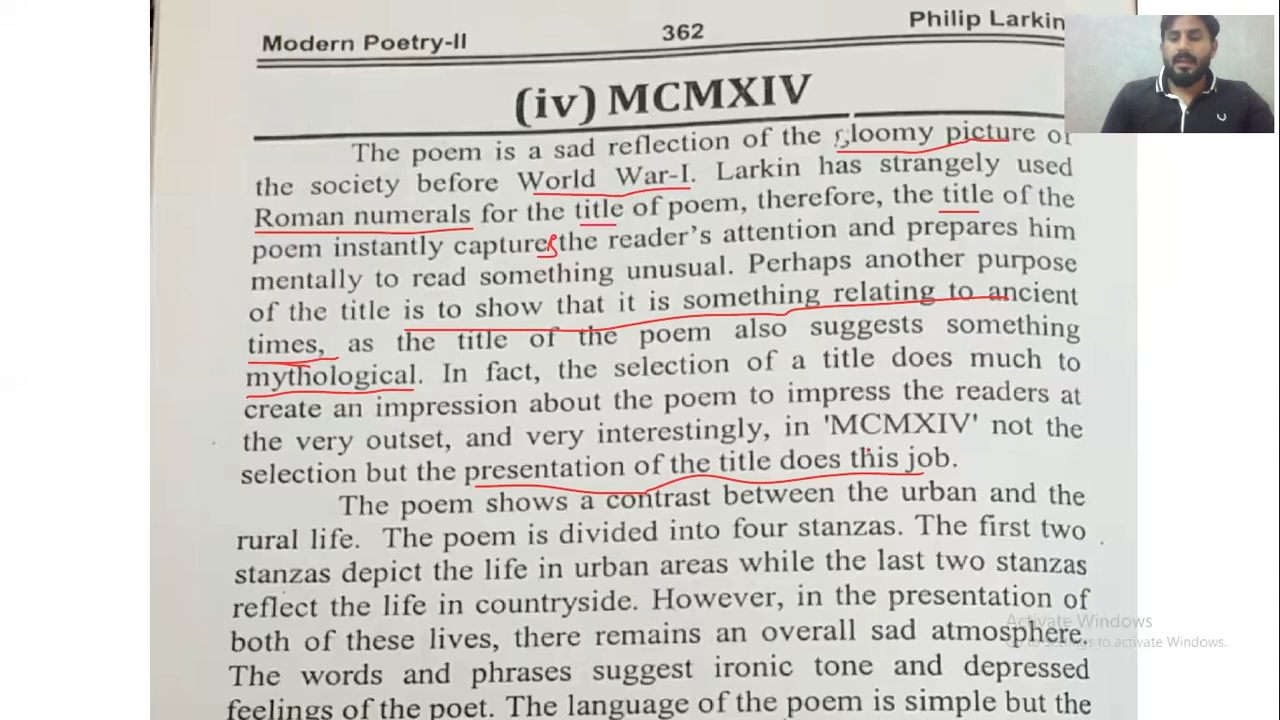 Modern Poetry-II 362 Philip Larkin
(iv) MCMXIV
The poem is a sad reflection of the gloomy picture of
the society before World War-I. Larkin has strangely used
Roman numerals for the title of poem, therefore, the title of the
poem instantly captures the reader's attention and prepares him
mentally to read something unusual. Perhaps another purpose
of the title is to show that it is something relating to ancient
times, as the title of the poem also suggests something
mythological. In fact, the selection of a title does much to
create an impression about the poem to impress the readers at
the very outset, and very interestingly, in 'MCMXIV' not the
selection but the presentation of the title does this job.
The poem shows a contrast between the urban and the
rural life. The poem is divided into four stanzas. The first two
stanzas depict the life in urban areas while the last two stanzas
reflect the life in countryside. However, in the presentation of
both of these lives, there remains an overall sad atmosphere.
The words and phrases suggest ironic tone and depressed
feelings of the poet. The language of the poem is simple but the
Activate Windows
Go to Settings to activate Windows.